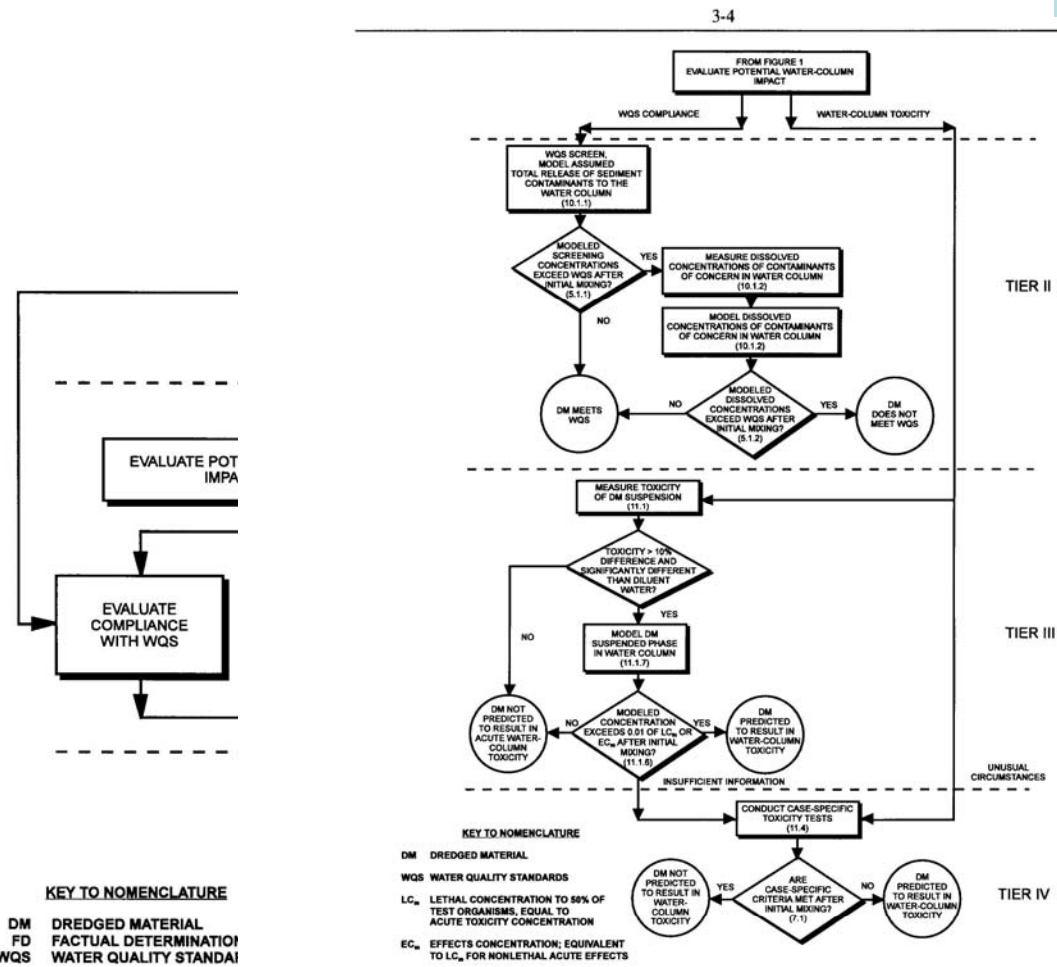 3-4
FROM FIGURE 1
EVALUATE POTENTIAL WATER-COLUMN
IMPACT
WQS COMPLIANCE
WATER-COLUMN TOXICITY
WQS SCREEN,
MODEL ASSUMED
TOTAL RELEASE OF SEDIMENT
CONTAMINANTS TO THE
WATER COLUMN
(10.1.1)
MODELED
SCREENING
CONCENTRATIONS
EXCEED WQS AFTER
INITIAL MIXING?
(5.1.1)
YES
MEASURE DISSOLVED
CONCENTRATIONS OF CONTAMINANTS
OF CONCERN IN WATER COLUMN
(10.1.2)
TIER II
NO
MODEL DISSOLVED
CONCENTRATIONS OF CONTAMINANTS
OF CONCERN IN WATER COLUMN
(10.1.2)
DM MEETS
WQS
NO
MODELED
DISSOLVED
CONCENTRATIONS
EXCEED WQS AFTER
INITIAL MIXING?
(5.1.2)
YES
DM
DOES NOT
MEET WQS
MEASURE TOXICITY
OF DM SUSPENSION
(11.1)
TOXICITY > 10%
DIFFERENCE AND
SIGNIFICANTLY DIFFERENT
THAN DILUENT
WATER?
NO
YES
MODEL DM
SUSPENDED PHASE
IN WATER COLUMN
(11.1.7)
TIER III
DM NOT
PREDICTED
TO RESULT IN
ACUTE WATER-
COLUMN
TOXICITY
NO
MODELED
CONCENTRATION
EXCEEDS 0.01 OF LC₅₀ OR
EC₅₀ AFTER INITIAL
MIXING?
(11.1.6)
YES
DM
PREDICTED
TO RESULT IN
WATER-COLUMN
TOXICITY
INSUFFICIENT INFORMATION
UNUSUAL
CIRCUMSTANCES
CONDUCT CASE-SPECIFIC
TOXICITY TESTS
(11.4)
DM NOT
PREDICTED
TO RESULT IN
WATER-
COLUMN
TOXICITY
YES
ARE
CASE-SPECIFIC
CRITERIA MET AFTER
INITIAL MIXING?
(7.1)
NO
DM
PREDICTED
TO RESULT IN
WATER-COLUMN
TOXICITY
TIER IV
KEY TO NOMENCLATURE
DM DREDGED MATERIAL
WQS WATER QUALITY STANDARDS
LC₅₀ LETHAL CONCENTRATION TO 50% OF
TEST ORGANISMS, EQUAL TO
ACUTE TOXICITY CONCENTRATION
EC₅₀ EFFECTS CONCENTRATION; EQUIVALENT
TO LC₅₀ FOR NONLETHAL ACUTE EFFECTS
EVALUATE POT
IMPA
EVALUATE
COMPLIANCE
WITH WQS
KEY TO NOMENCLATURE
DM DREDGED MATERIAL
FD FACTUAL DETERMINATION
WQS WATER QUALITY STANDAR